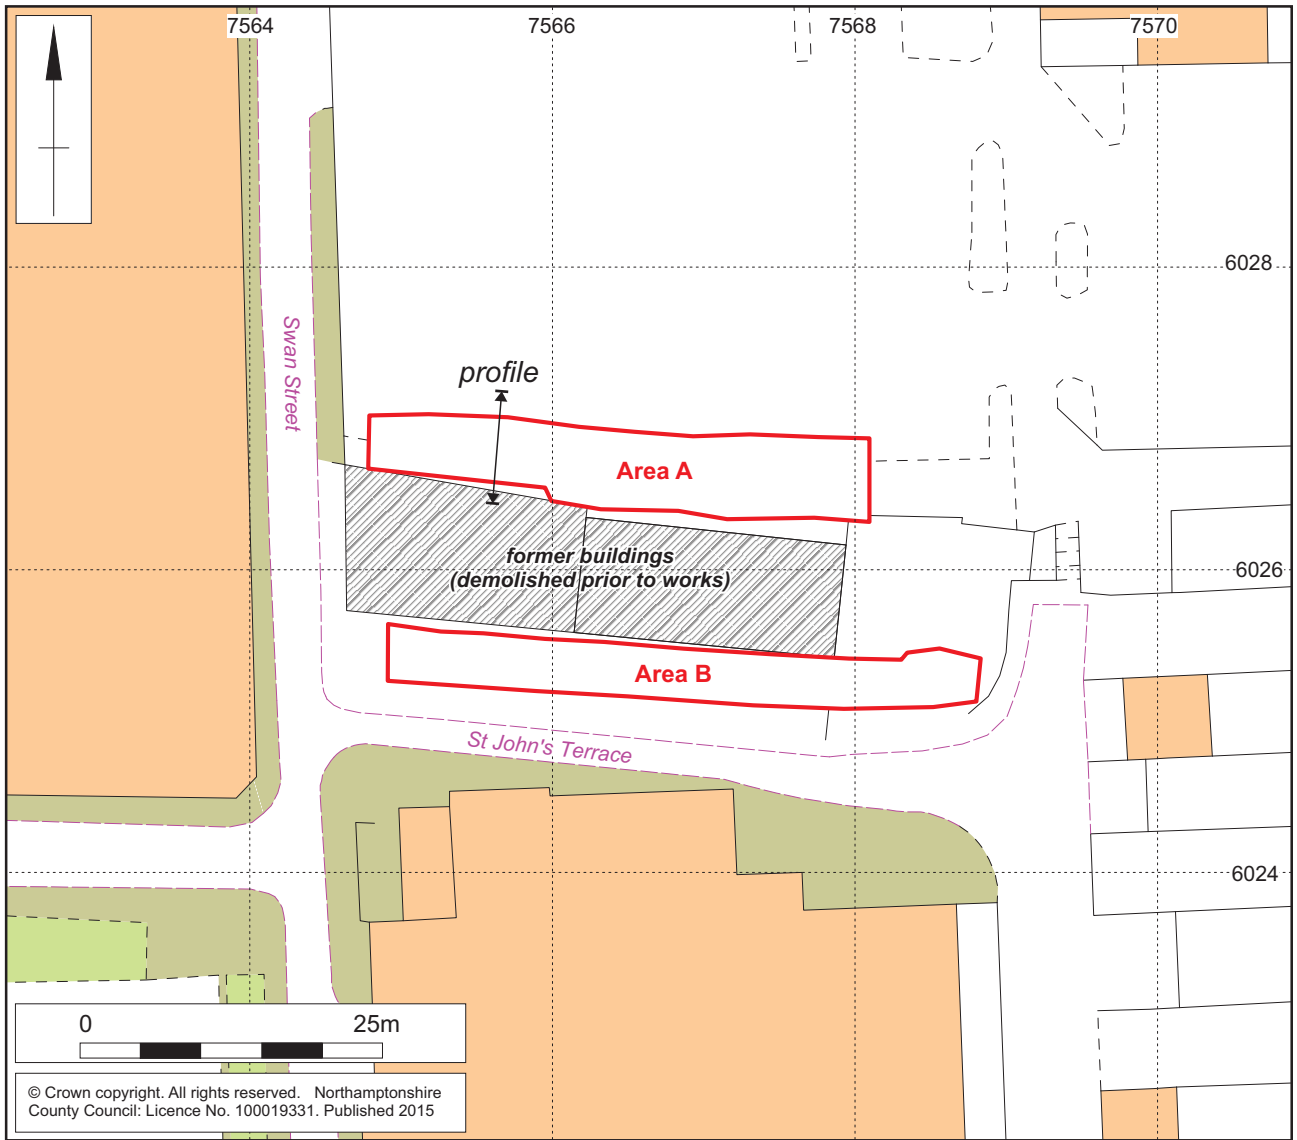 7564
7566
7568
7570
6028
Swan Street
profile
Area A
former buildings
(demolished prior to works)
6026
Area B
St John's Terrace
6024
0 25m
© Crown copyright. All rights reserved. Northamptonshire
County Council: Licence No. 100019331. Published 2015